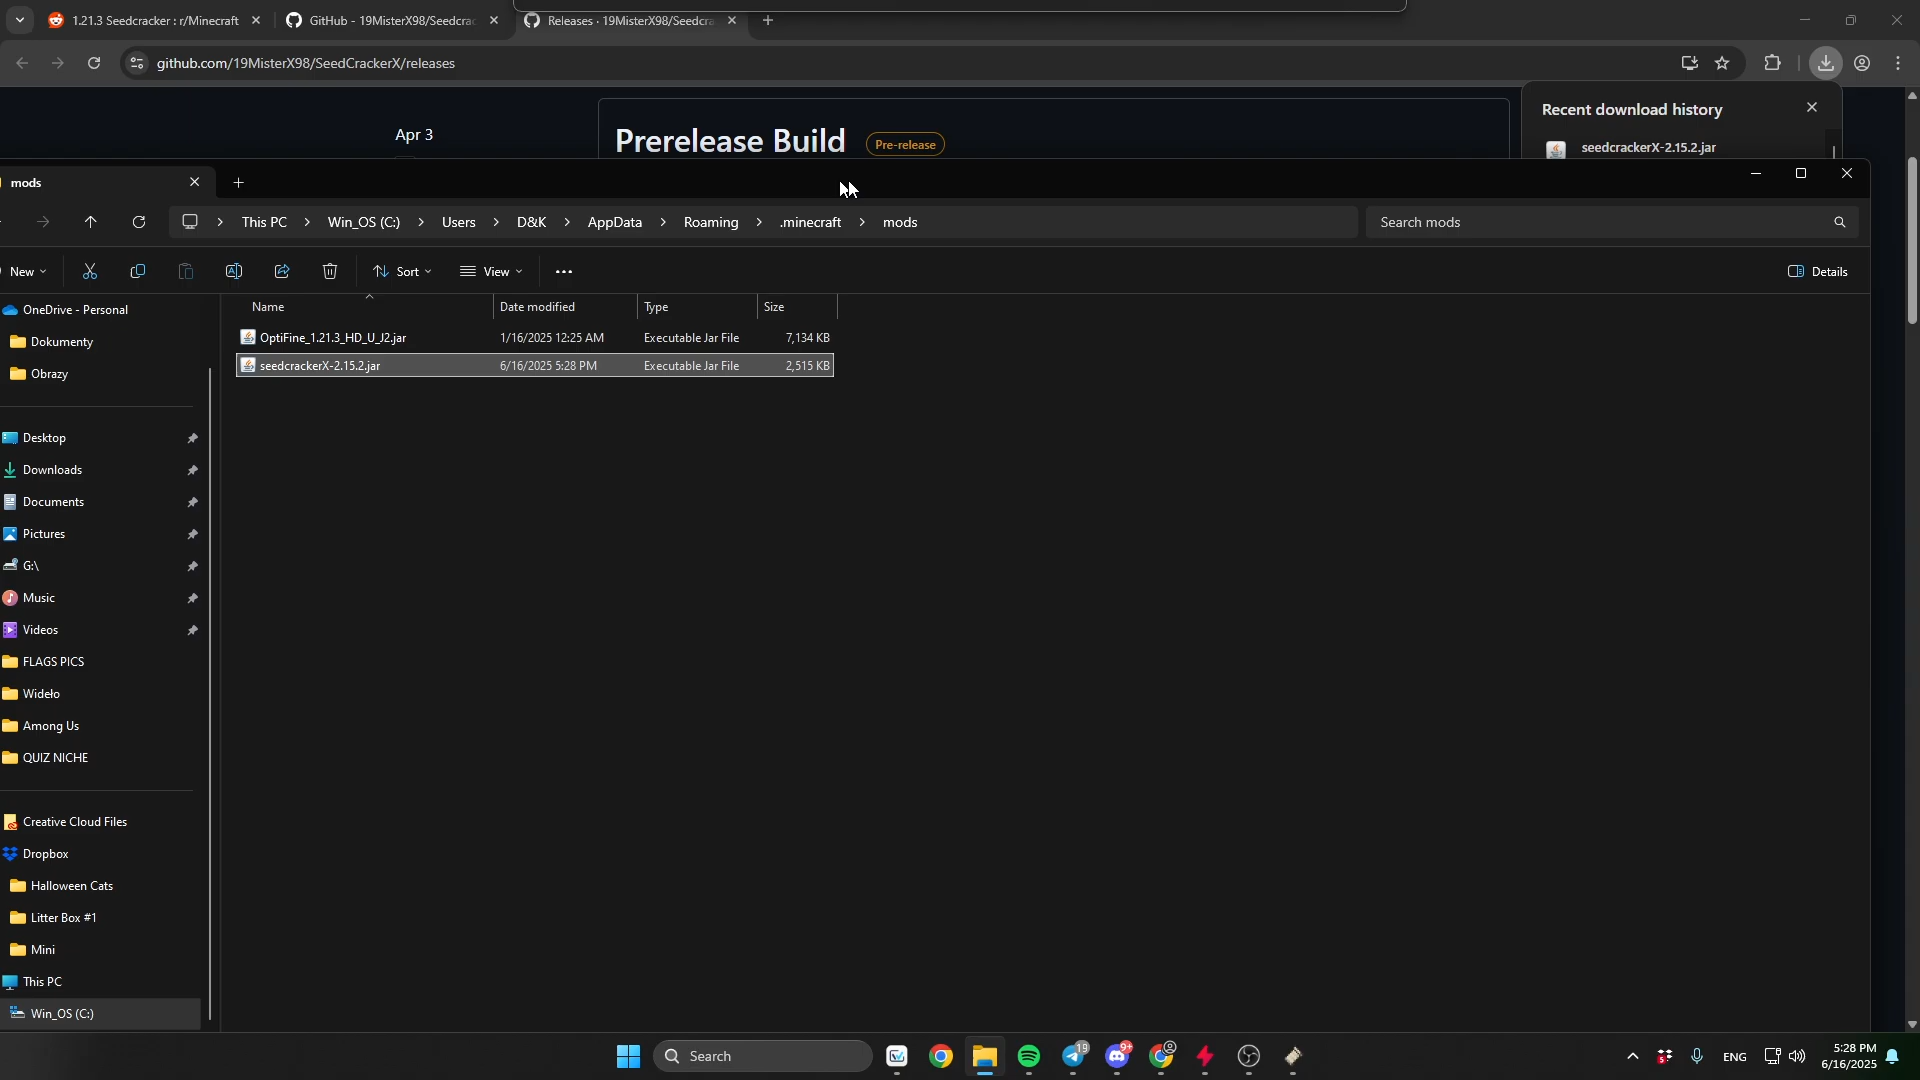 1.21.3 Seedcracker : r/Minecraft
GitHub - 19MisterX98/Seedcrac
Releases · 19MisterX98/Seedcra
github.com/19MisterX98/SeedCrackerX/releases
Apr 3
Prerelease Build
Pre-release
Recent download history
seedcrackerX-2.15.2.jar
mods
This PC > Win_OS (C:) > Users > D&K > AppData > Roaming > .minecraft > mods
Search mods
New
Sort
View
Details
Name
Date modified
Type
Size
OptiFine_1.21.3_HD_U_J2.jar 1/16/2025 12:25 AM Executable Jar File 7,134 KB
seedcrackerX-2.15.2.jar 6/16/2025 5:28 PM Executable Jar File 2,515 KB
OneDrive - Personal
Dokumenty
Obrazy
Desktop
Downloads
Documents
Pictures
G:\
Music
Videos
FLAGS PICS
Wideło
Among Us
QUIZ NICHE
Creative Cloud Files
Dropbox
Halloween Cats
Litter Box #1
Mini
This PC
Win_OS (C:)
Search
19
9+
5
ENG
5:28 PM
6/16/2025